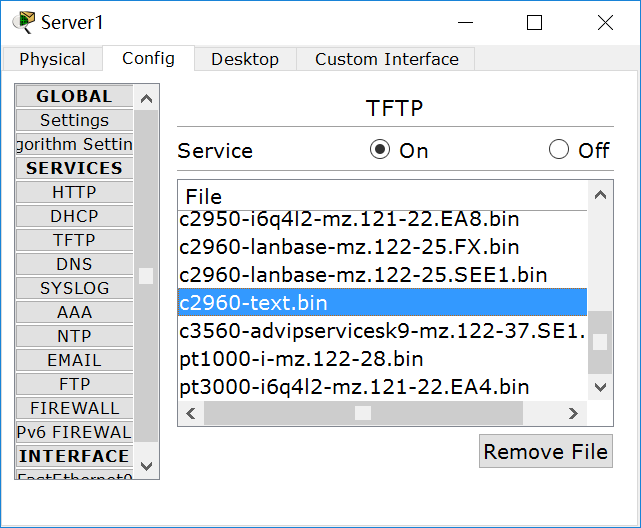 Server1
Physical Config Desktop Custom Interface
GLOBAL
Settings
gorithm Settin
SERVICES
HTTP
DHCP
TFTP
DNS
SYSLOG
AAA
NTP
EMAIL
FTP
FIREWALL
Pv6 FIREWAL
INTERFACE
FastEthernet0
TFTP
Service On Off
File
c2950-i6q4l2-mz.121-22.EA8.bin
c2960-lanbase-mz.122-25.FX.bin
c2960-lanbase-mz.122-25.SEE1.bin
c2960-text.bin
c3560-advipservicesk9-mz.122-37.SE1.
pt1000-i-mz.122-28.bin
pt3000-i6q4l2-mz.121-22.EA4.bin
Remove File